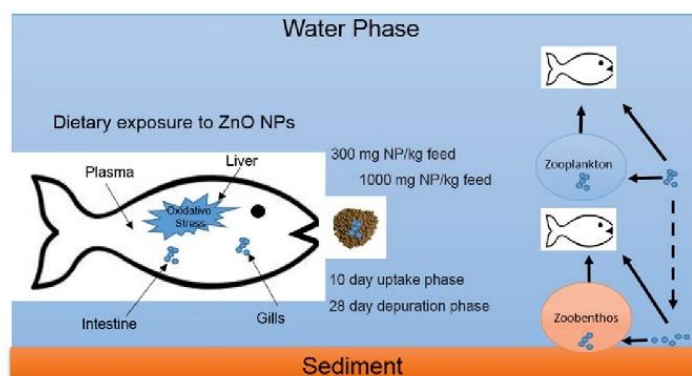 Water Phase
Dietary exposure to ZnO NPs
Plasma
Liver
Oxidative
Stress
Intestine
Gills
300 mg NP/kg feed
1000 mg NP/kg feed
10 day uptake phase
28 day depuration phase
Zooplankton
Zoobenthos
Sediment